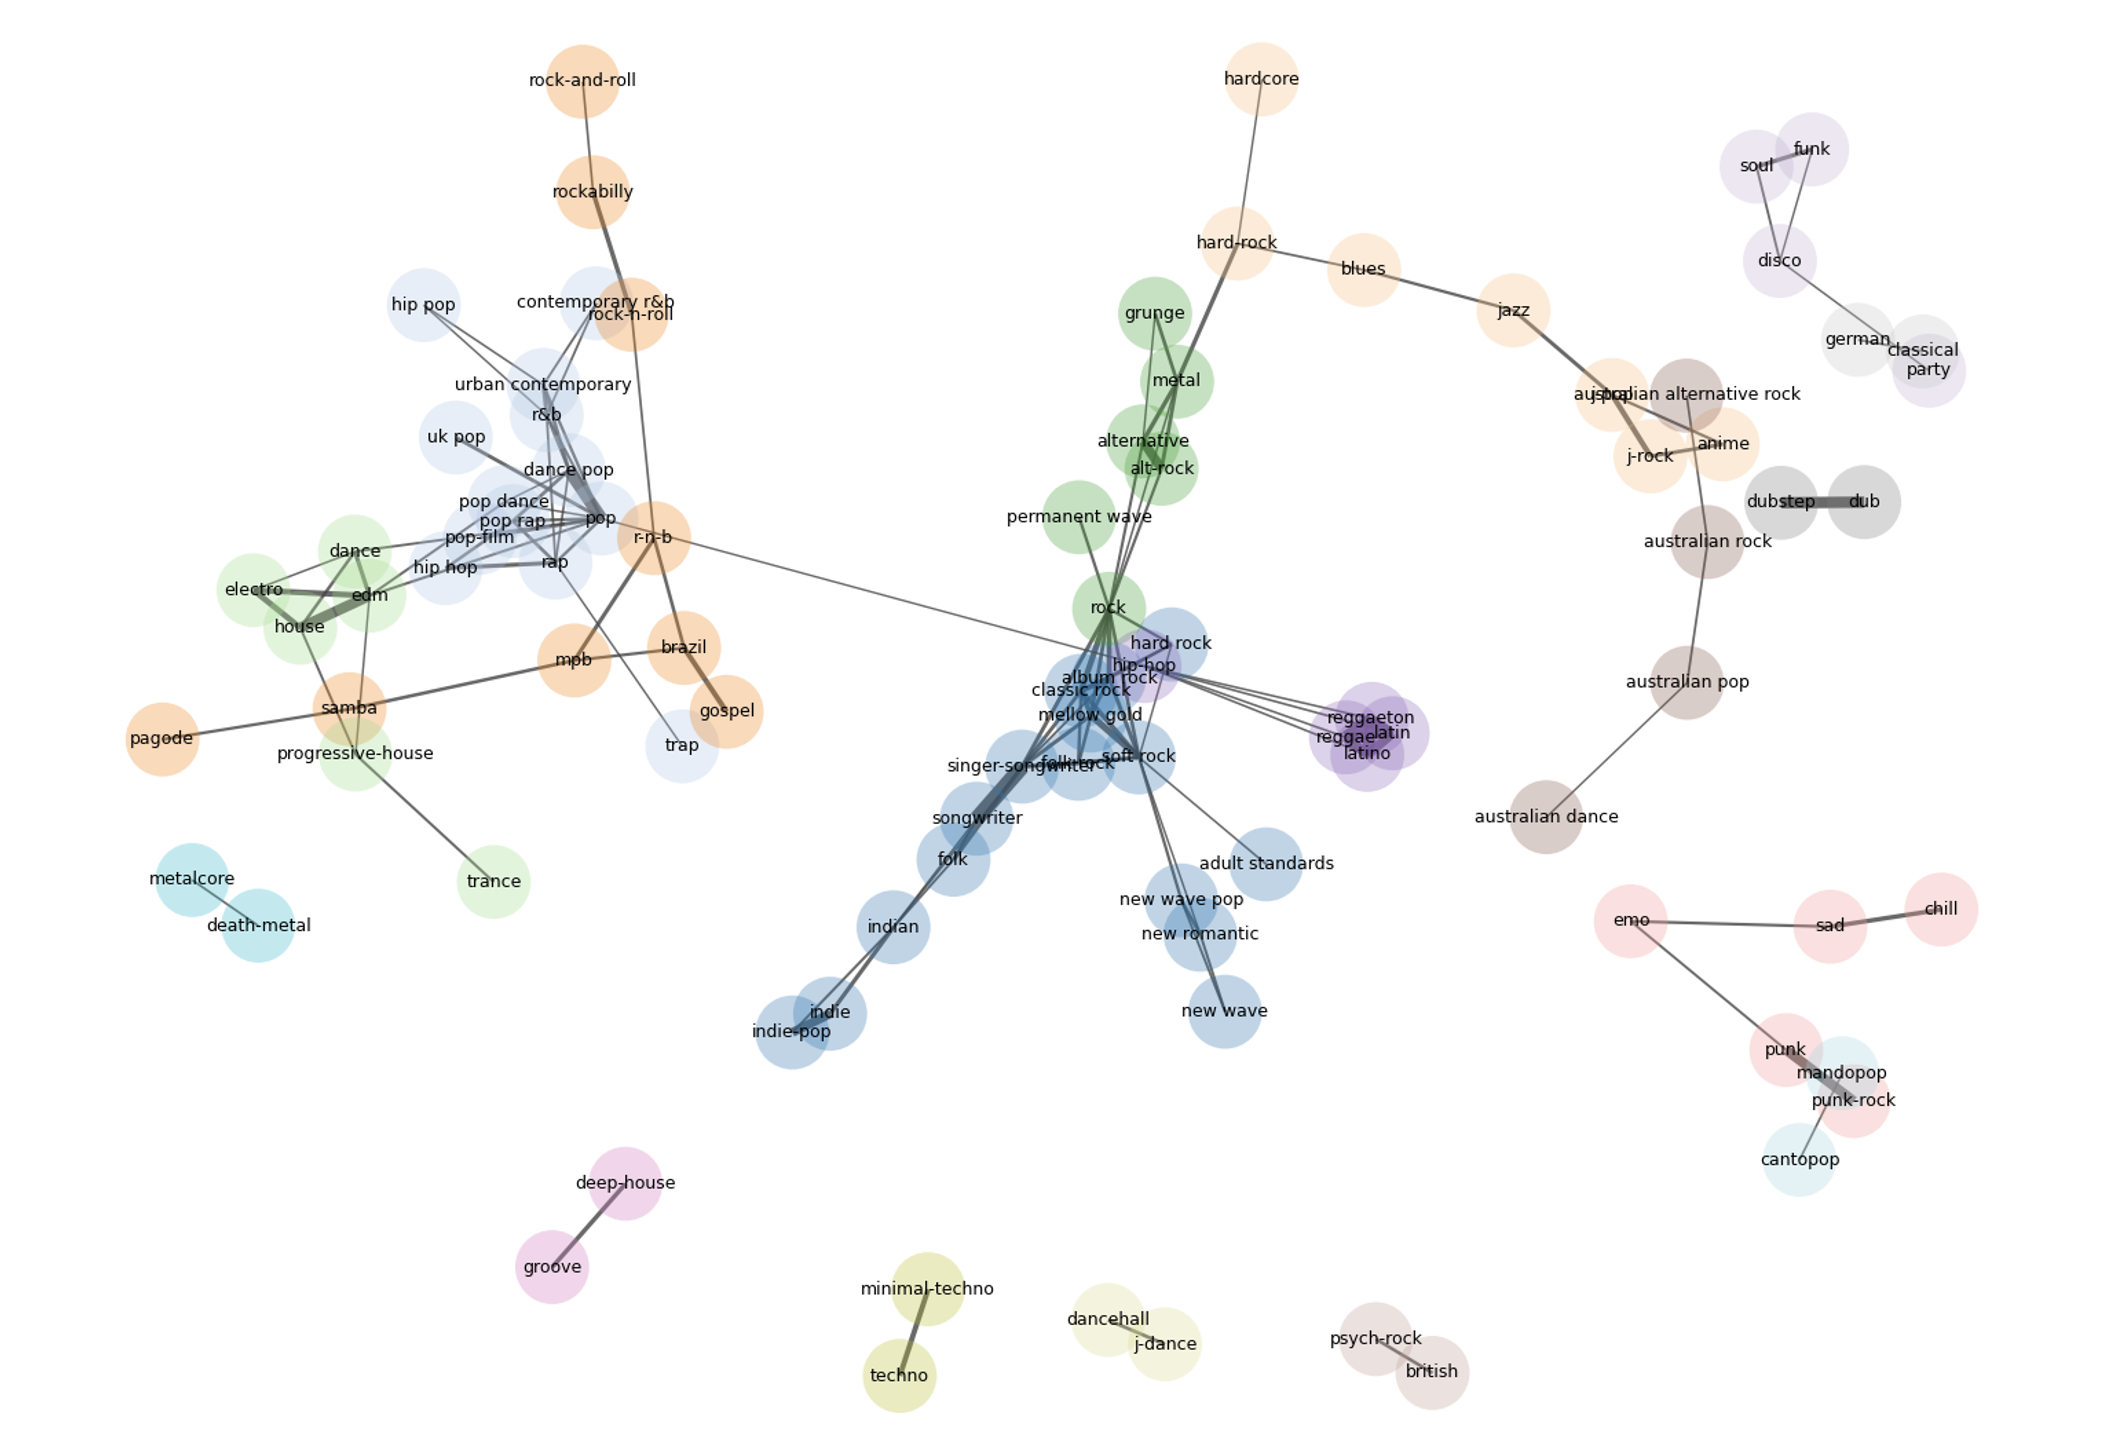 rock-and-roll
hardcore
rockabilly
funk
soul
hard-rock
disco
blues
hip pop
contemporary r&b
rock-n-roll
grunge
jazz
german
classical
party
metal
urban contemporary
j-pop
australian alternative rock
r&b
uk pop
alternative
anime
j-rock
alt-rock
dance pop
pop dance
dubstep
dub
pop rap
pop
permanent wave
pop-film
r-n-b
australian rock
dance
rap
hip hop
electro
edm
rock
house
hard rock
brazil
mpb
hip-hop
album rock
classic rock
australian pop
samba
gospel
mellow gold
reggaeton
latin
pagode
reggae
trap
progressive-house
latino
soft rock
folk rock
singer-songwriter
songwriter
australian dance
folk
adult standards
metalcore
trance
new wave pop
chill
emo
death-metal
indian
sad
new romantic
new wave
indie
indie-pop
punk
mandopop
punk-rock
cantopop
deep-house
groove
minimal-techno
dancehall
psych-rock
j-dance
british
techno